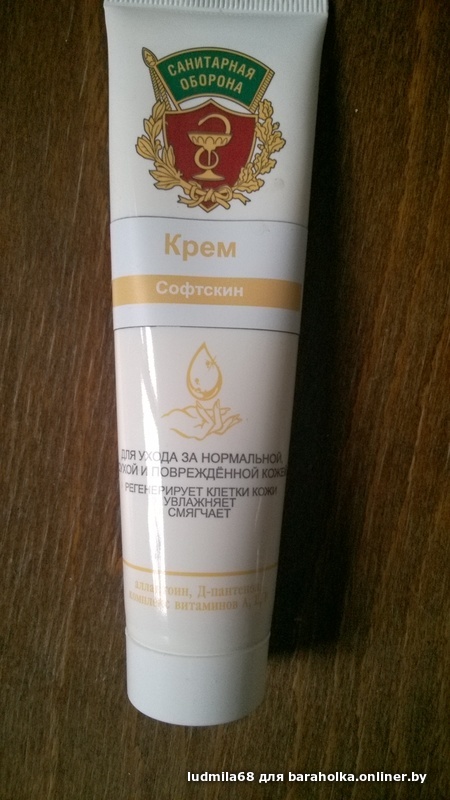 САНИТАРНАЯ
ОБОРОНА
Крем
Софтскин
ДЛЯ УХОДА ЗА НОРМАЛЬНОЙ,
СУХОЙ И ПОВРЕЖДЁННОЙ КОЖЕЙ
РЕГЕНЕРИРУЕТ КЛЕТКИ КОЖИ
УВЛАЖНЯЕТ
СМЯГЧАЕТ
аллантоин, Д-пантенол
комплекс витаминов А,
ludmila68 для baraholka.onliner.by